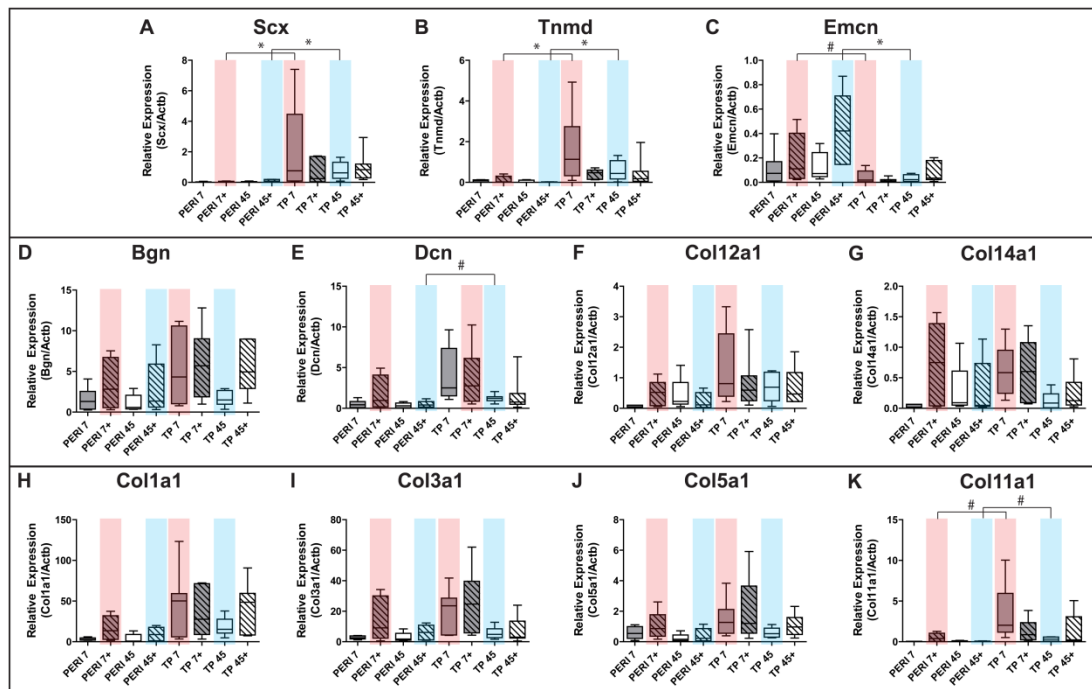 A Scx
* *
Relative Expression
(Scx/Actb)
8
6
4
2
0
PERI 7 PERI 7+ PERI 45 PERI 45+ TP 7 TP 7+ TP 45 TP 45+
B Tnmd
* *
Relative Expression
(Tnmd/Actb)
6
4
2
0
PERI 7 PERI 7+ PERI 45 PERI 45+ TP 7 TP 7+ TP 45 TP 45+
C Emcn
# *
Relative Expression
(Emcn/Actb)
1.0
0.8
0.6
0.4
0.2
0.0
PERI 7 PERI 7+ PERI 45 PERI 45+ TP 7 TP 7+ TP 45 TP 45+
D Bgn
Relative Expression
(Bgn/Actb)
15
10
5
0
PERI 7 PERI 7+ PERI 45 PERI 45+ TP 7 TP 7+ TP 45 TP 45+
E Dcn
#
Relative Expression
(Dcn/Actb)
15
10
5
0
PERI 7 PERI 7+ PERI 45 PERI 45+ TP 7 TP 7+ TP 45 TP 45+
F Col12a1
Relative Expression
(Col12a1/Actb)
4
3
2
1
0
PERI 7 PERI 7+ PERI 45 PERI 45+ TP 7 TP 7+ TP 45 TP 45+
G Col14a1
Relative Expression
(Col14a1/Actb)
2.0
1.5
1.0
0.5
0.0
PERI 7 PERI 7+ PERI 45 PERI 45+ TP 7 TP 7+ TP 45 TP 45+
H Col1a1
Relative Expression
(Col1a1/Actb)
150
100
50
0
PERI 7 PERI 7+ PERI 45 PERI 45+ TP 7 TP 7+ TP 45 TP 45+
I Col3a1
Relative Expression
(Col3a1/Actb)
80
60
40
20
0
PERI 7 PERI 7+ PERI 45 PERI 45+ TP 7 TP 7+ TP 45 TP 45+
J Col5a1
Relative Expression
(Col5a1/Actb)
8
6
4
2
0
PERI 7 PERI 7+ PERI 45 PERI 45+ TP 7 TP 7+ TP 45 TP 45+
K Col11a1
# #
Relative Expression
(Col11a1/Actb)
15
10
5
0
PERI 7 PERI 7+ PERI 45 PERI 45+ TP 7 TP 7+ TP 45 TP 45+